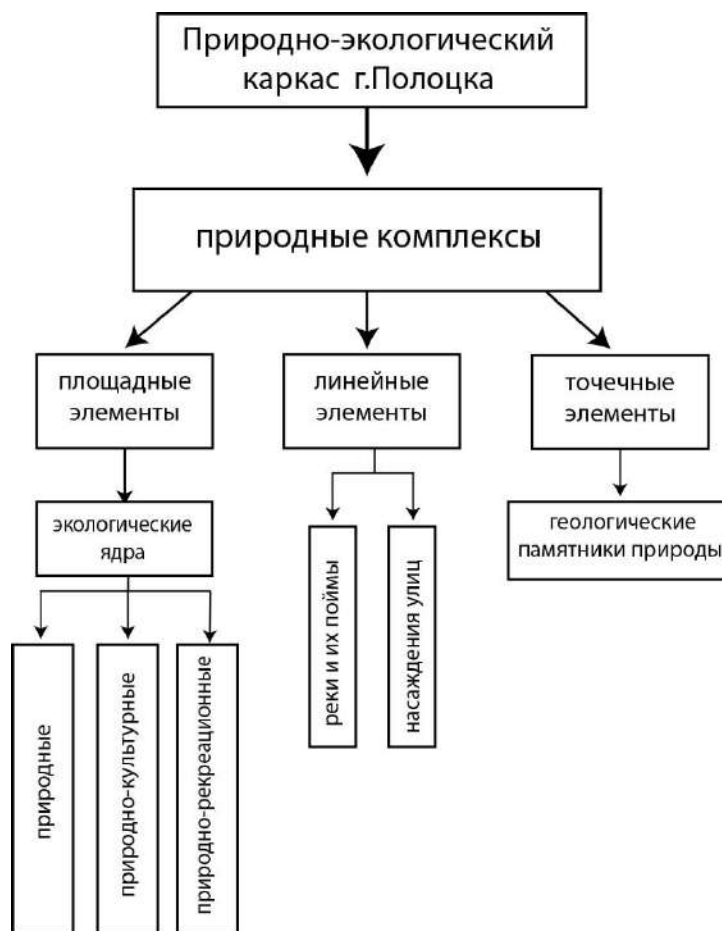 Природно-экологический
каркас г.Полоцка
природные комплексы
площадные
элементы
линейные
элементы
точечные
элементы
экологические
ядра
геологические
памятники природы
реки и их поймы
насаждения улиц
природные
природно-культурные
природно-рекреационные